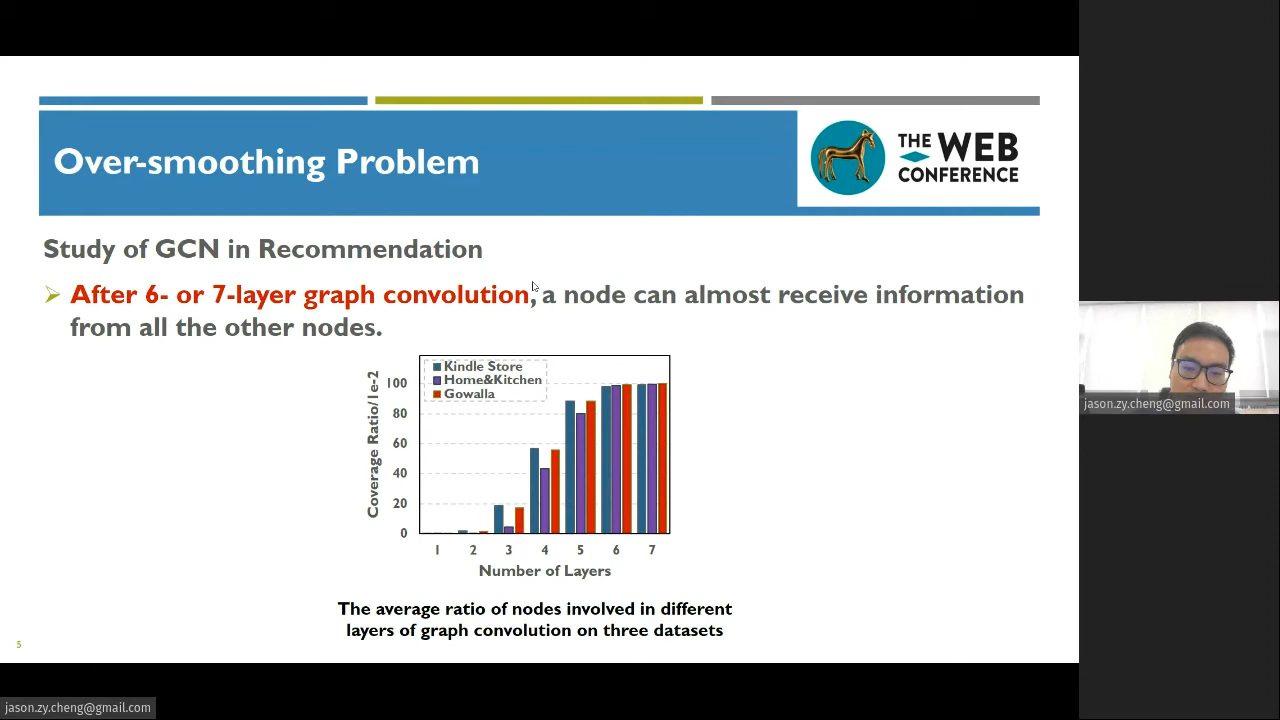 Over-smoothing Problem
THE WEB
CONFERENCE
Study of GCN in Recommendation
After 6- or 7-layer graph convolution, a node can almost receive information
from all the other nodes.
Kindle Store
Home&Kitchen
Gowalla
Coverage Ratio/1e-2
100
80
60
40
20
0
1 2 3 4 5 6 7
Number of Layers
The average ratio of nodes involved in different
layers of graph convolution on three datasets
5
jason.zy.cheng@gmail.com
jason.zy.cheng@gmail.com